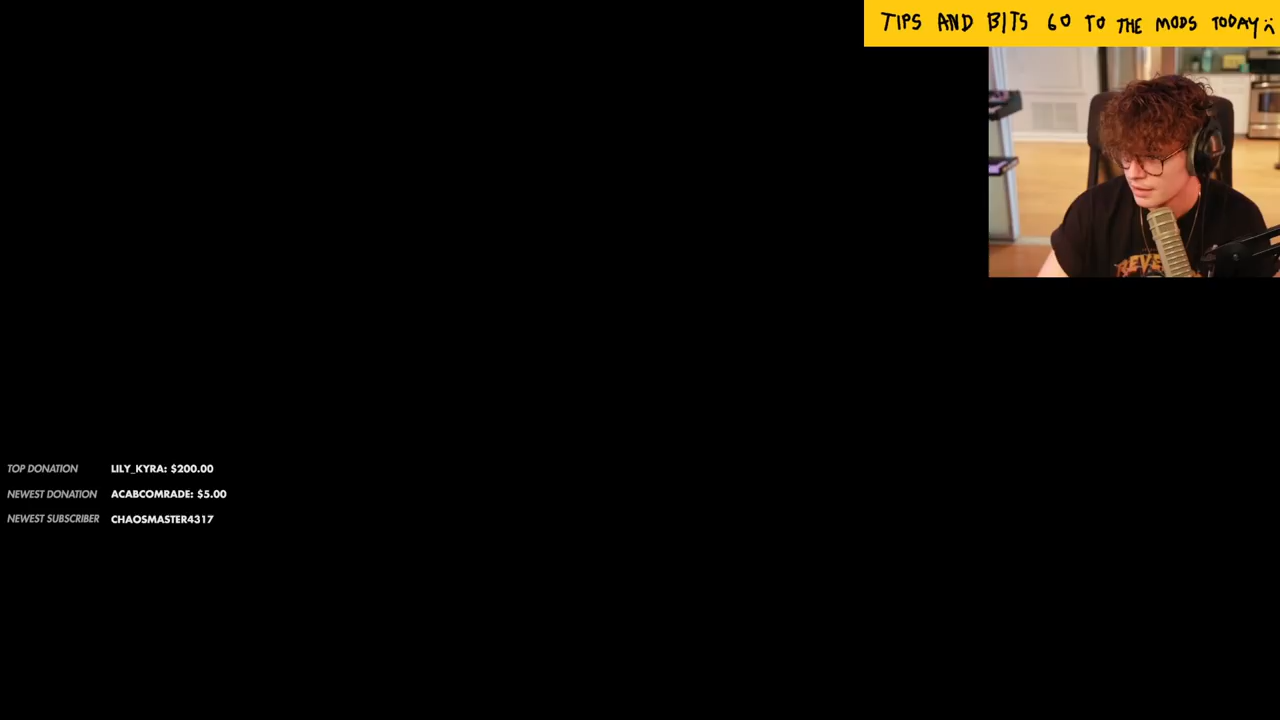 TIPS AND BITS GO TO THE MODS TODAY :(
TOP DONATION LILY_KYRA: $200.00
NEWEST DONATION ACABCOMRADE: $5.00
NEWEST SUBSCRIBER CHAOSMASTER4317